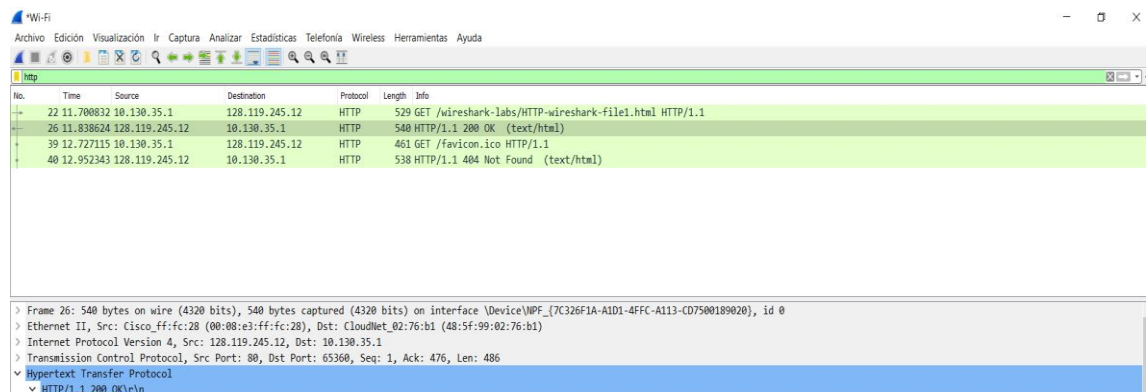 *Wi-Fi
Archivo Edición Visualización Ir Captura Analizar Estadísticas Telefonía Wireless Herramientas Ayuda
http
No. Time Source Destination Protocol Length Info
22 11.700832 10.130.35.1 128.119.245.12 HTTP 529 GET /wireshark-labs/HTTP-wireshark-file1.html HTTP/1.1
26 11.838624 128.119.245.12 10.130.35.1 HTTP 540 HTTP/1.1 200 OK (text/html)
39 12.727115 10.130.35.1 128.119.245.12 HTTP 461 GET /favicon.ico HTTP/1.1
40 12.952343 128.119.245.12 10.130.35.1 HTTP 538 HTTP/1.1 404 Not Found (text/html)
> Frame 26: 540 bytes on wire (4320 bits), 540 bytes captured (4320 bits) on interface \Device\NPF_{7C326F1A-A1D1-4FFC-A113-CD7500189020}, id 0
> Ethernet II, Src: Cisco_ff:fc:28 (00:08:e3:ff:fc:28), Dst: CloudNet_02:76:b1 (48:5f:99:02:76:b1)
> Internet Protocol Version 4, Src: 128.119.245.12, Dst: 10.130.35.1
> Transmission Control Protocol, Src Port: 80, Dst Port: 65360, Seq: 1, Ack: 476, Len: 486
Hypertext Transfer Protocol
HTTP/1.1 200 OK\r\n